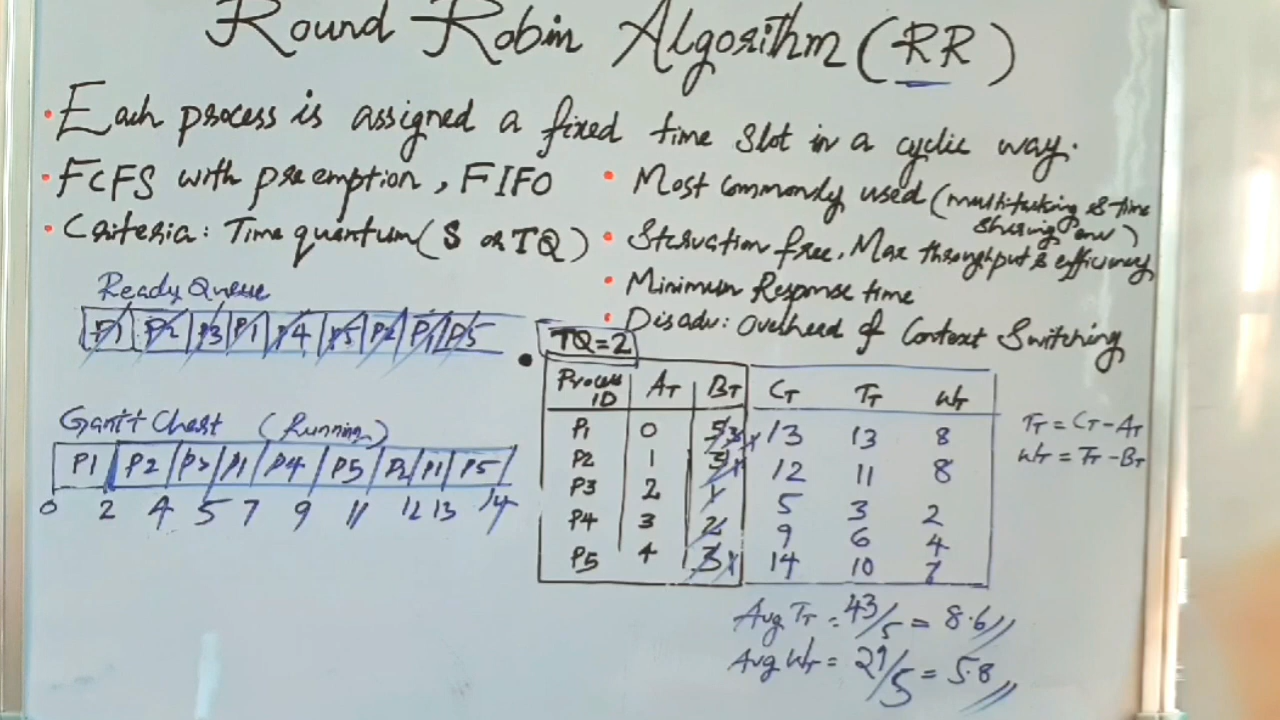 Round Robin Algorithm (RR)
• Each process is assigned a fixed time slot in a cyclic way.
• FCFS with preemption, FIFO
• Criteria: Time quantum (S or TQ)
• Most commonly used (multitasking & time
sharing env)
• Starvation free, Max throughput & efficiency
• Minimum Response time
• Disadv: Overhead of Context Switching
Ready Queue
P1 P2 P3 P1 P4 P5 P2 P1 P5
Gantt Chart (Running)
P1 P2 P3 P1 P4 P5 P2 P1 P5
0 2 4 5 7 9 11 12 13 14
TQ=2
Process ID AT BT CT TT WT
P1 0 5 3 1 13 13 8
P2 1 3 1 12 11 8
P3 2 1 5 3 2
P4 3 2 9 6 4
P5 4 3 1 14 10 7
TT = CT - AT
WT = TT - BT
Avg TT = 43/5 = 8.6//
Avg WT = 29/5 = 5.8//